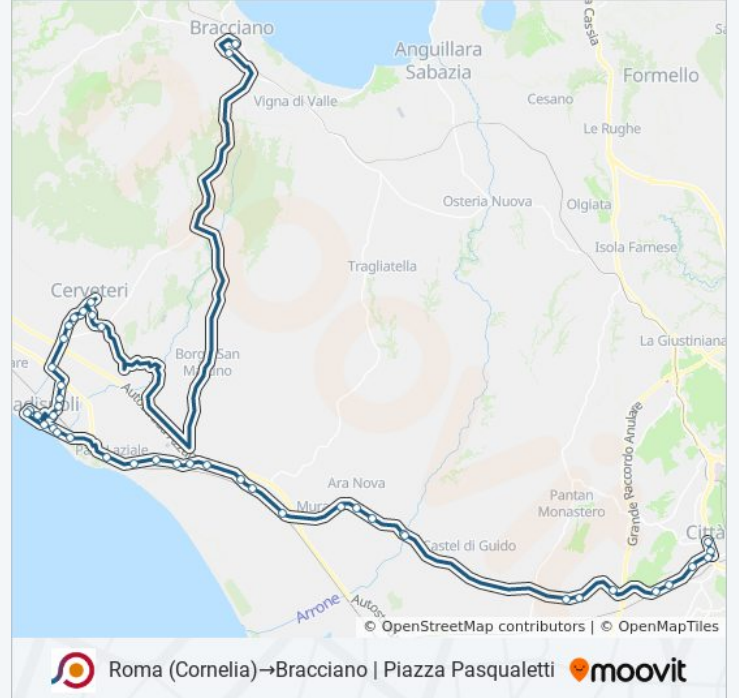 Bracciano
Cassia
Anguillara
Sabazia
Formello
Vigna di Valle
Cesano
Le Rughe
Osteria Nuova
Olgiata
Isola Farnese
Tragliatella
Cerveteri
La Giustiniana
Borgo San
Grande Raccordo Anulare
Ara Nova
Pantan
Monastero
Città
Castel di Guido
Arrone
© OpenStreetMap contributors | © OpenMapTiles
Roma (Cornelia)→Bracciano | Piazza Pasqualetti
moovit